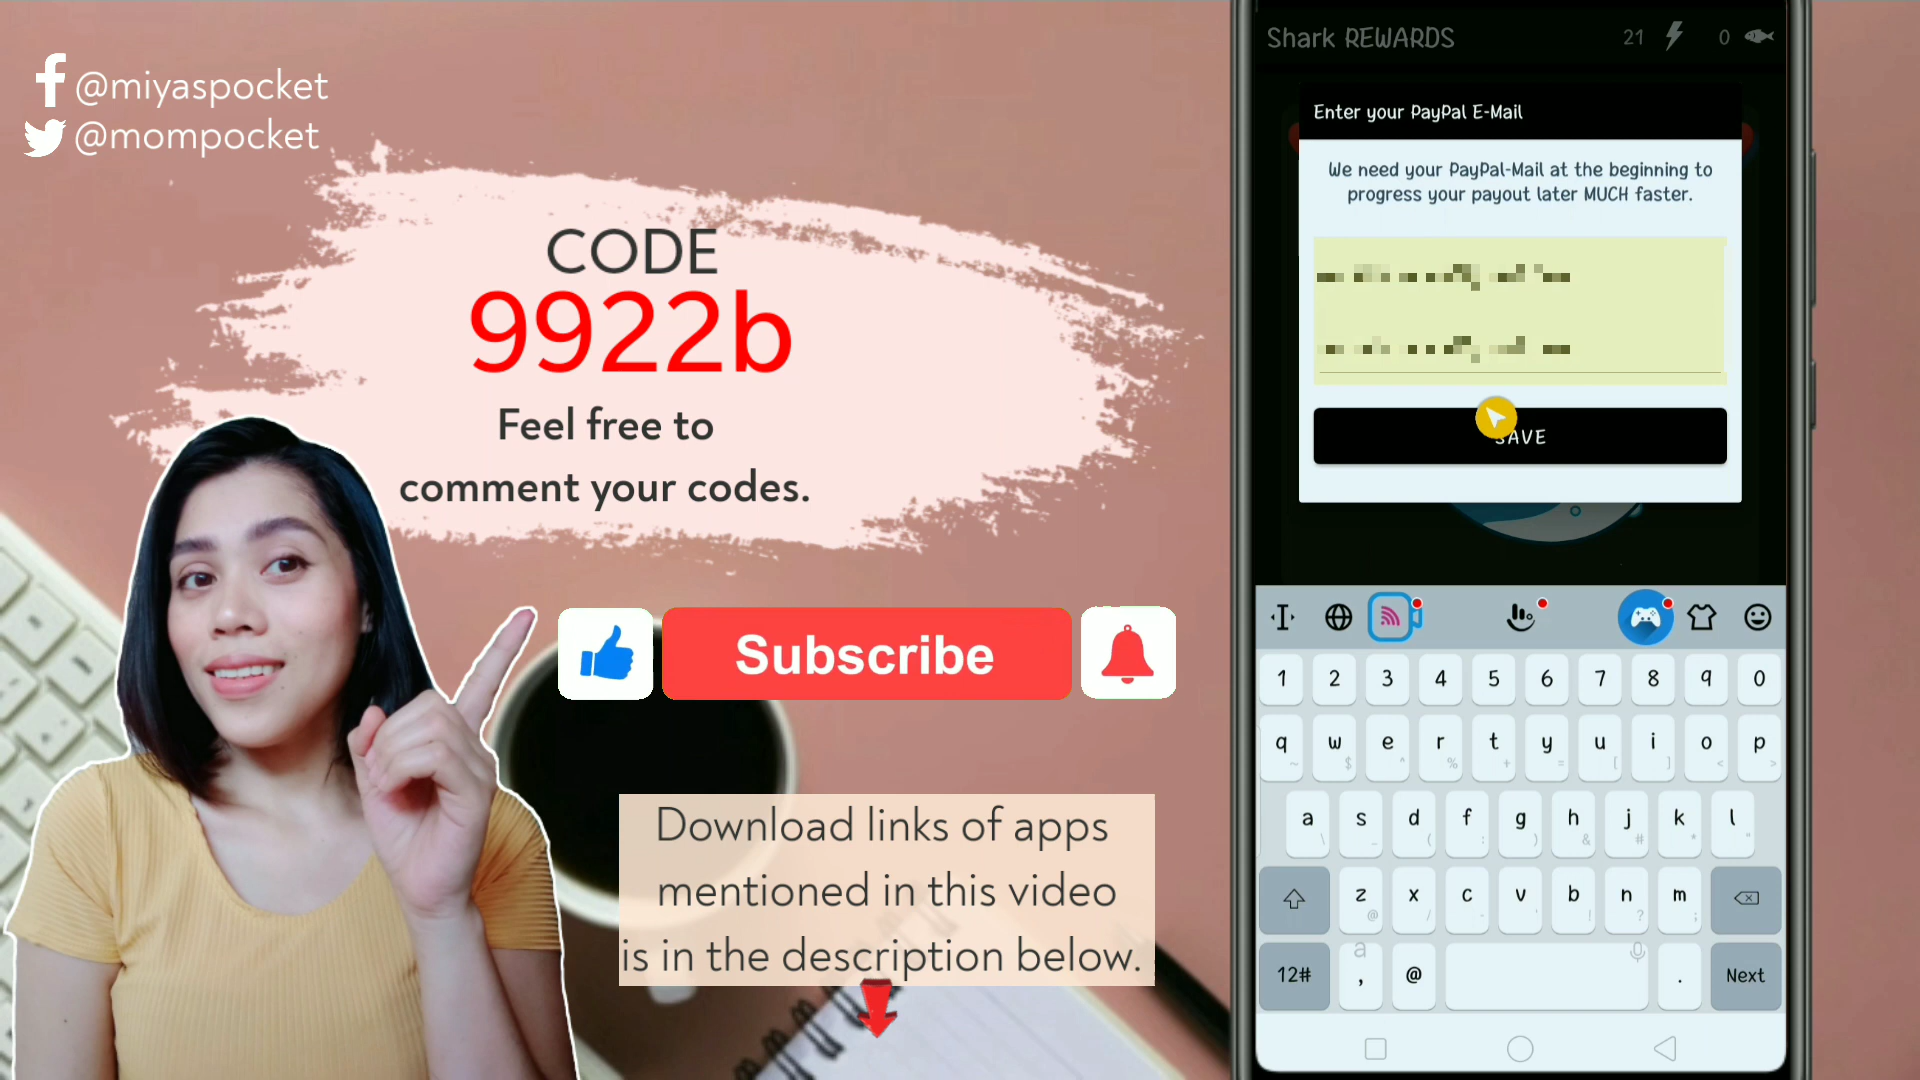 @miyaspocket
@mompocket
CODE
9922b
Feel free to
comment your codes.
Subscribe
Download links of apps
mentioned in this video
is in the description below.
Shark REWARDS
21
0
Enter your PayPal E-Mail
We need your PayPal-Mail at the beginning to
progress your payout later MUCH faster.
SAVE
1 2 3 4 5 6 7 8 9 0
q w e r t y u i o p
~ $ ^ % + = [ ] < >
a s d f g h j k l
\ _ ( : ) & # * "
z x c v b n m
@ / - ' ! ? ;
12# , @ . Next